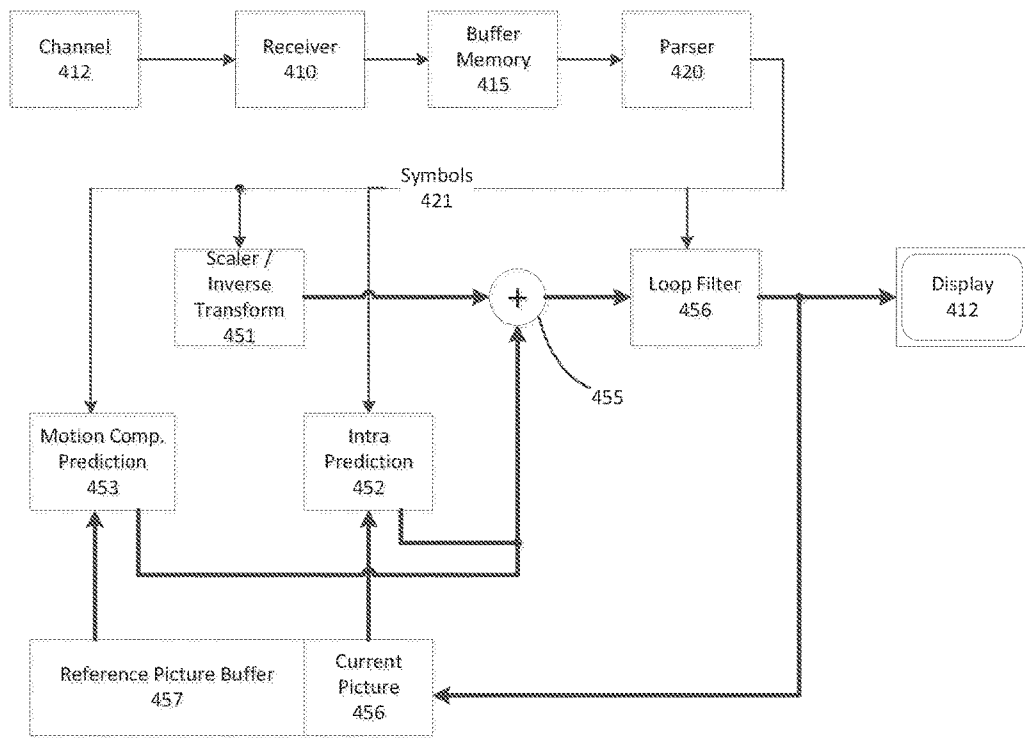 Channel
412
Receiver
410
Buffer
Memory
415
Parser
420
Symbols
421
Scaler /
Inverse
Transform
451
+
Loop Filter
456
Display
412
455
Motion Comp.
Prediction
453
Intra
Prediction
452
Reference Picture Buffer
457
Current
Picture
456